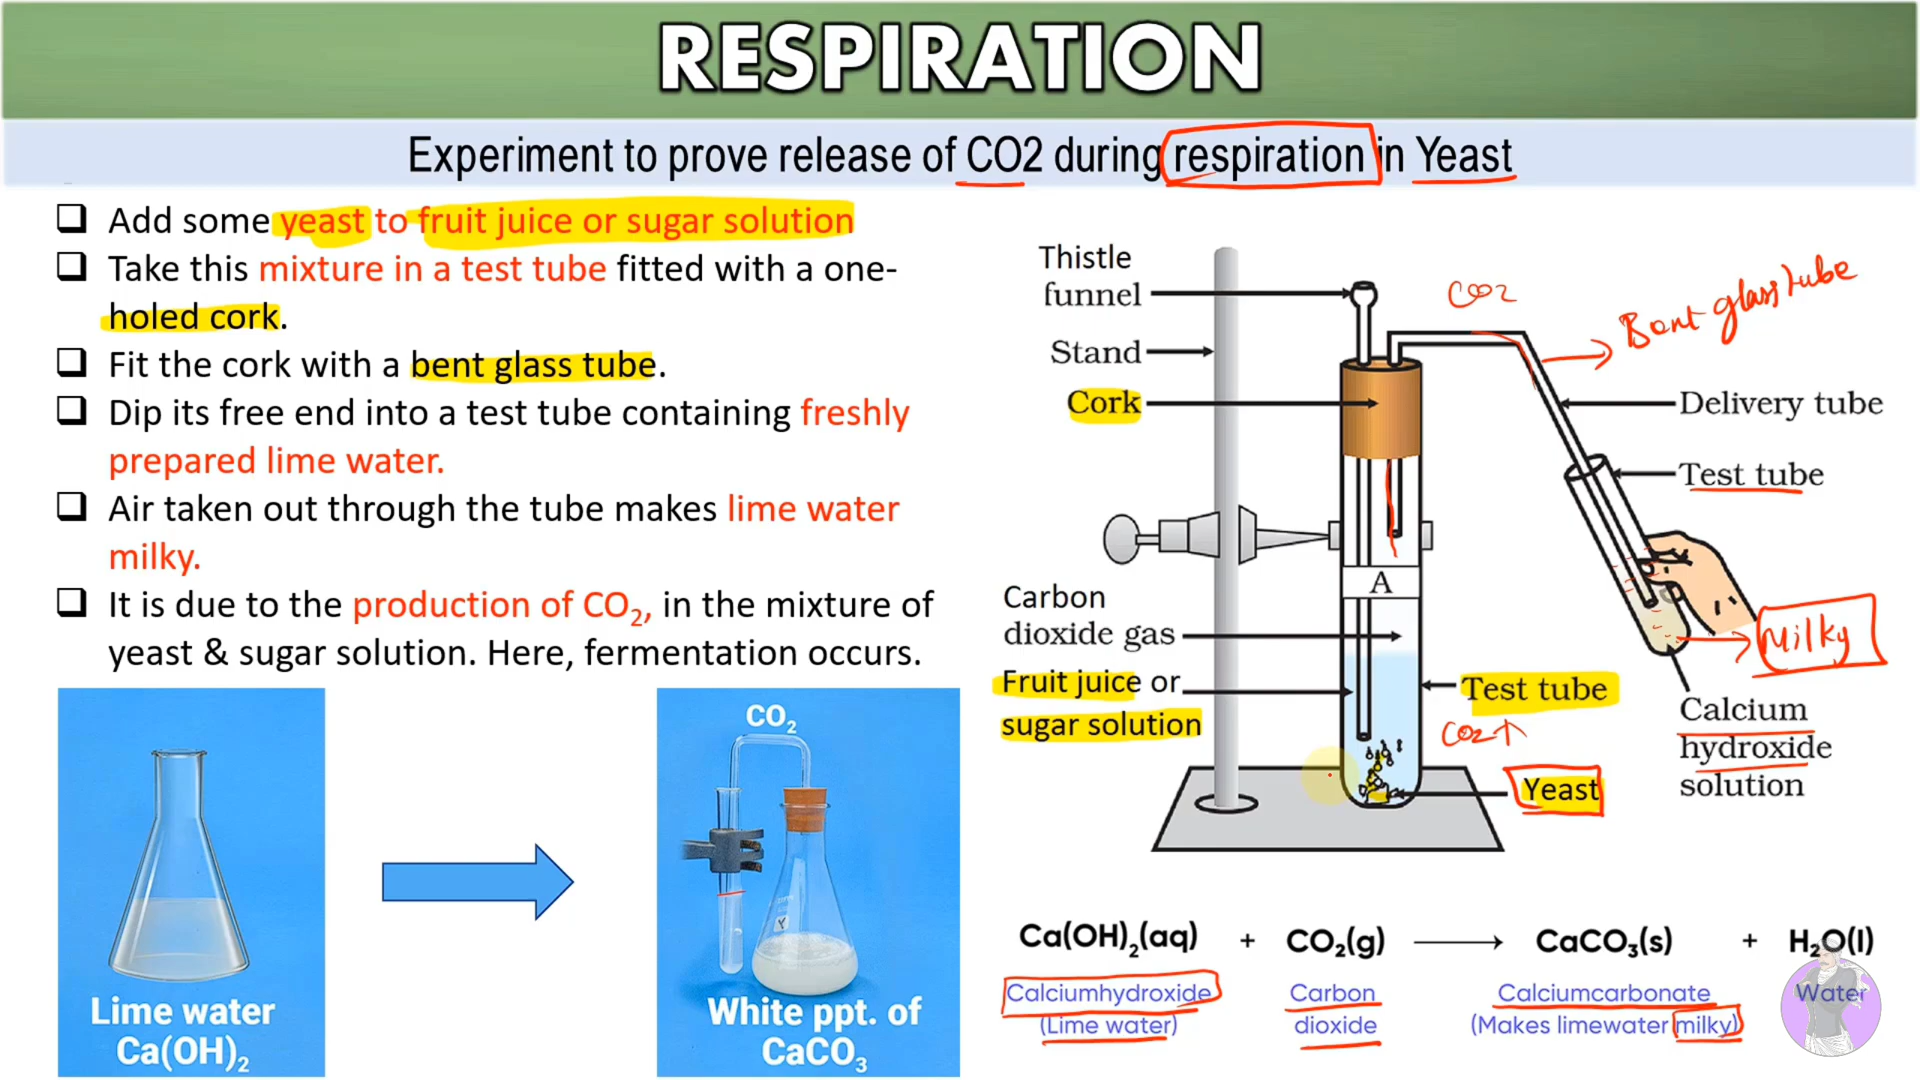 RESPIRATION
Experiment to prove release of CO2 during respiration in Yeast
❑ Add some yeast to fruit juice or sugar solution
❑ Take this mixture in a test tube fitted with a one-
holed cork.
❑ Fit the cork with a bent glass tube.
❑ Dip its free end into a test tube containing freshly
prepared lime water.
❑ Air taken out through the tube makes lime water
milky.
❑ It is due to the production of CO₂, in the mixture of
yeast & sugar solution. Here, fermentation occurs.
Thistle
funnel
Stand
Cork
CO2
Bent glass tube
Delivery tube
Test tube
A
Carbon
dioxide gas
Fruit juice or
sugar solution
Test tube
CO2↑
Yeast
Milky
Calcium
hydroxide
solution
Lime water
Ca(OH)₂
CO₂
White ppt. of
CaCO₃
Ca(OH)₂(aq) + CO₂(g) ⟶ CaCO₃(s) + H₂O(l)
Calciumhydroxide Carbon Calciumcarbonate Water
(Lime water) dioxide (Makes limewater milky)